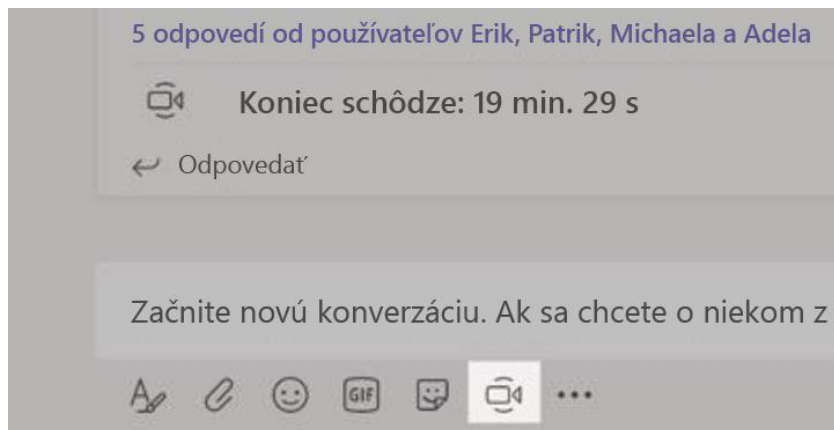 5 odpovedí od používateľov Erik, Patrik, Michaela a Adela
Koniec schôdze: 19 min. 29 s
Odpovedať
Začnite novú konverzáciu. Ak sa chcete o niekom z
GIF